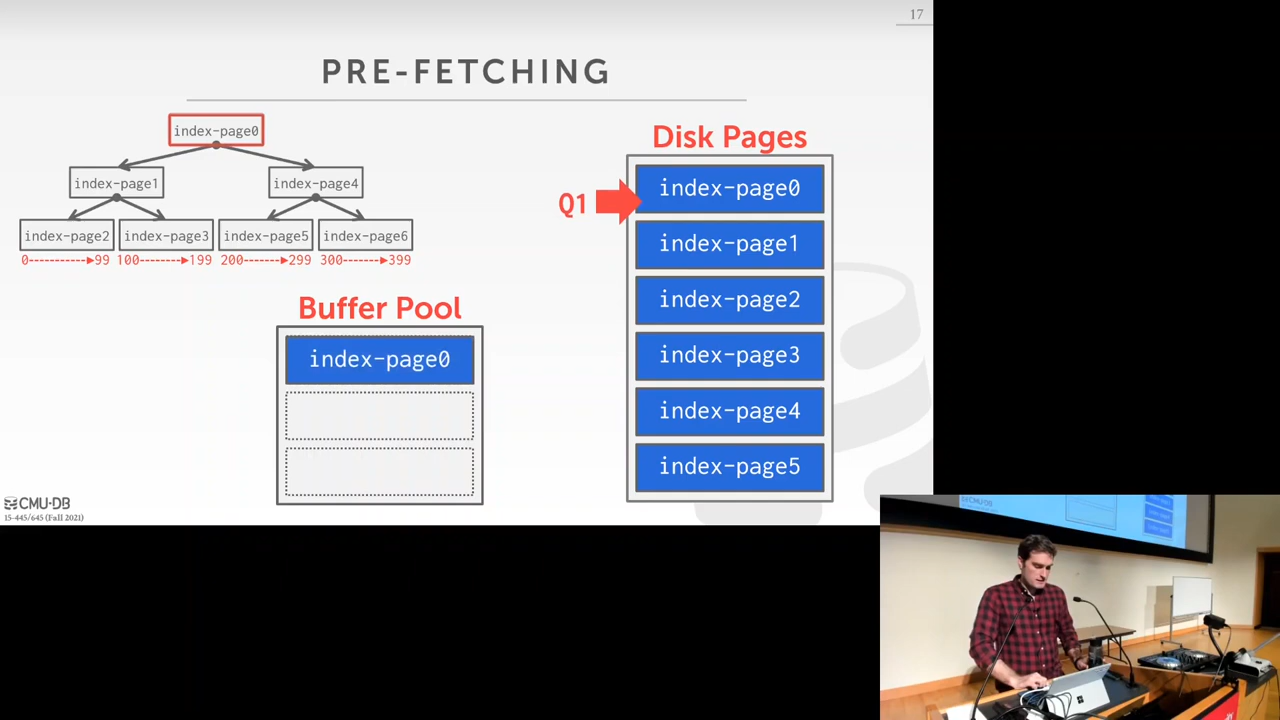 17
PRE-FETCHING
index-page0
index-page1
index-page4
index-page2
index-page3
index-page5
index-page6
0----------▶99
100-------▶199
200------▶299
300------▶399
Disk Pages
Q1
index-page0
index-page1
index-page2
index-page3
index-page4
index-page5
Buffer Pool
index-page0
CMU·DB
15-445/645 (Fall 2021)